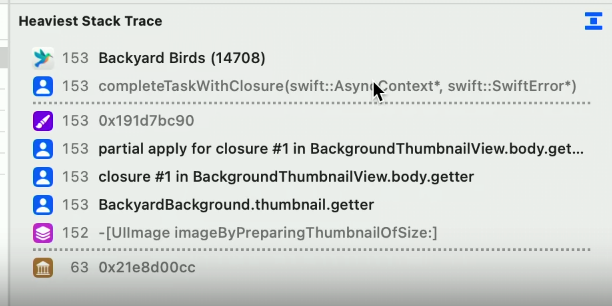 Heaviest Stack Trace
153 Backyard Birds (14708)
153 completeTaskWithClosure(swift::AsyncContext*, swift::SwiftError*)
153 0x191d7bc90
153 partial apply for closure #1 in BackgroundThumbnailView.body.get...
153 closure #1 in BackgroundThumbnailView.body.getter
153 BackyardBackground.thumbnail.getter
152 -[UIImage imageByPreparingThumbnailOfSize:]
63 0x21e8d00cc